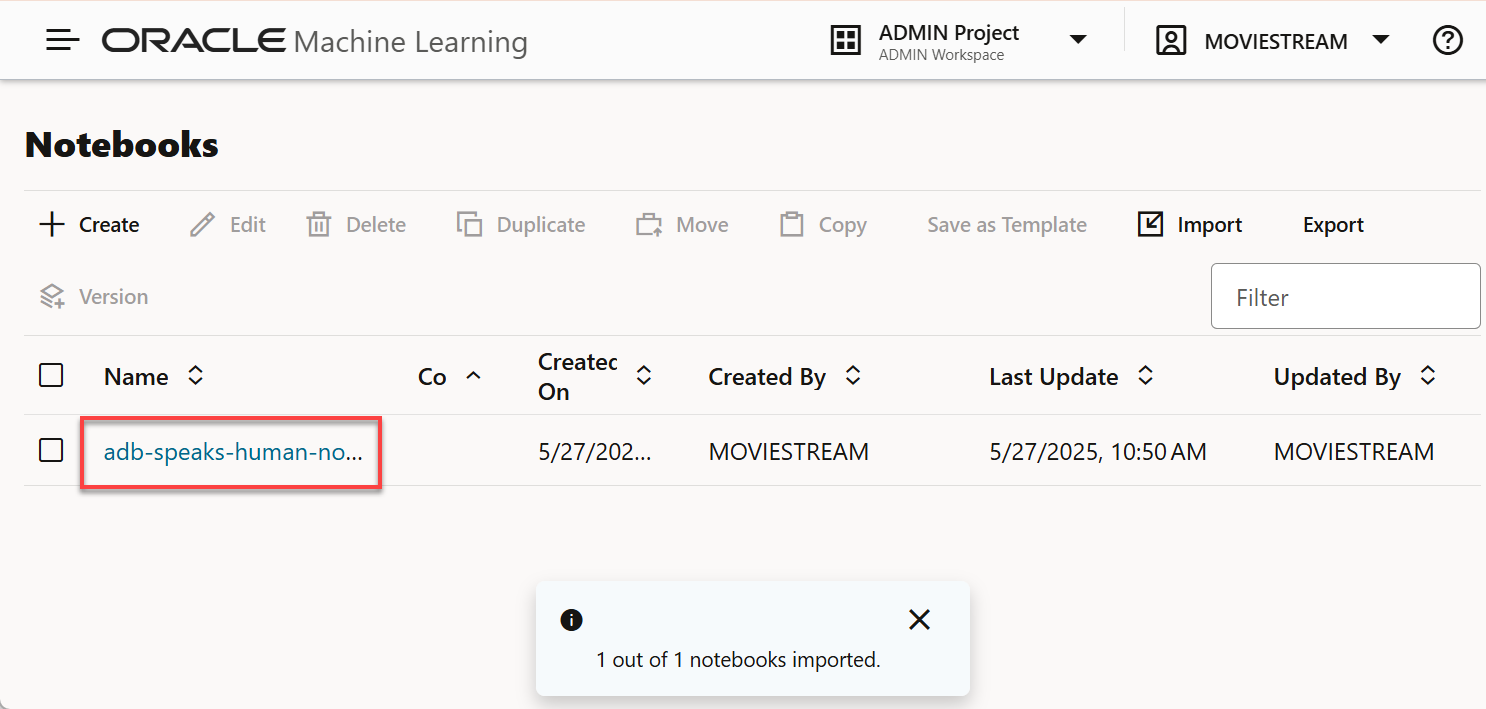 ORACLE Machine Learning
ADMIN Project
ADMIN Workspace
MOVIESTREAM
Notebooks
Create Edit Delete Duplicate Move Copy Save as Template Import Export
Version
Filter
Name Co Created On Created By Last Update Updated By
adb-speaks-human-no... 5/27/202... MOVIESTREAM 5/27/2025, 10:50 AM MOVIESTREAM
1 out of 1 notebooks imported.